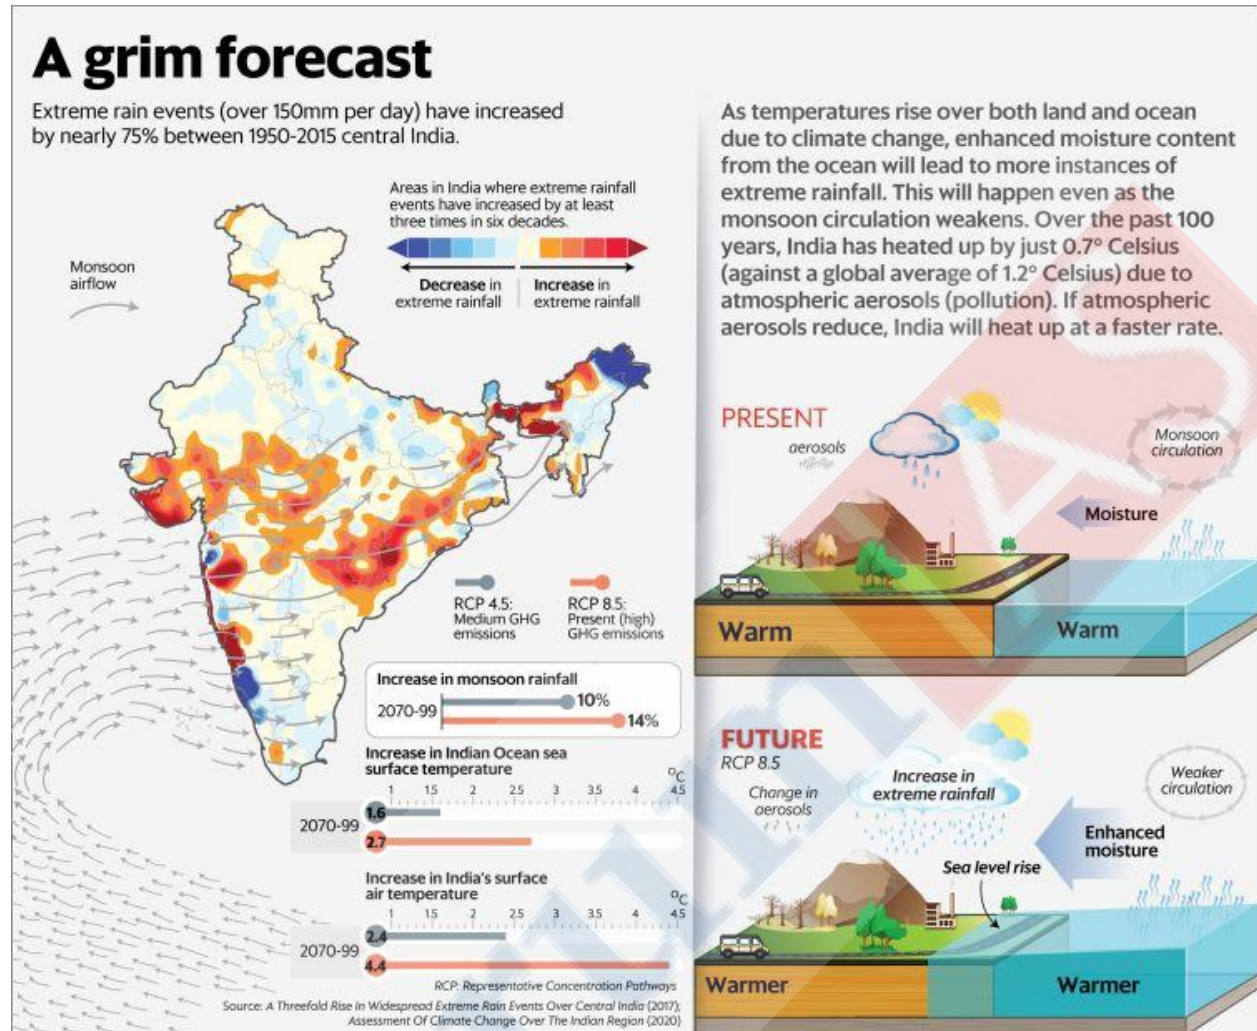 A grim forecast
Extreme rain events (over 150mm per day) have increased
by nearly 75% between 1950-2015 central India.
Areas in India where extreme rainfall
events have increased by at least
three times in six decades.
Decrease in
extreme rainfall
Increase in
extreme rainfall
Monsoon
airflow
RCP 4.5:
Medium GHG
emissions
RCP 8.5:
Present (high)
GHG emissions
Increase in monsoon rainfall
2070-99
10%
14%
Increase in Indian Ocean sea
surface temperature
°C
1 1.5 2 2.5 3 3.5 4 4.5
2070-99
1.6
2.7
Increase in India's surface
air temperature
°C
1 1.5 2 2.5 3 3.5 4 4.5
2070-99
2.4
4.4
RCP: Representative Concentration Pathways
Source: A Threefold Rise In Widespread Extreme Rain Events Over Central India (2017);
Assessment Of Climate Change Over The Indian Region (2020)
As temperatures rise over both land and ocean
due to climate change, enhanced moisture content
from the ocean will lead to more instances of
extreme rainfall. This will happen even as the
monsoon circulation weakens. Over the past 100
years, India has heated up by just 0.7° Celsius
(against a global average of 1.2° Celsius) due to
atmospheric aerosols (pollution). If atmospheric
aerosols reduce, India will heat up at a faster rate.
PRESENT
aerosols
Monsoon
circulation
Moisture
Warm
Warm
FUTURE
RCP 8.5
Change in
aerosols
Increase in
extreme rainfall
Weaker
circulation
Enhanced
moisture
Sea level rise
Warmer
Warmer